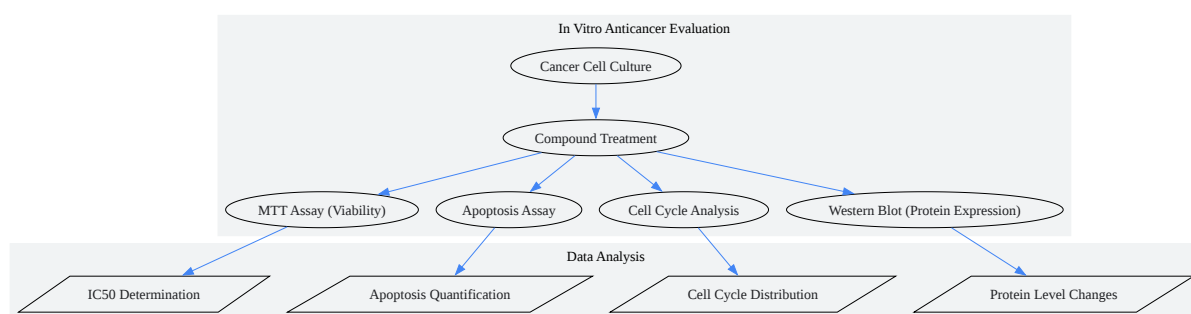 In Vitro Anticancer Evaluation
Cancer Cell Culture
Compound Treatment
MTT Assay (Viability)
Apoptosis Assay
Cell Cycle Analysis
Western Blot (Protein Expression)
Data Analysis
IC50 Determination
Apoptosis Quantification
Cell Cycle Distribution
Protein Level Changes